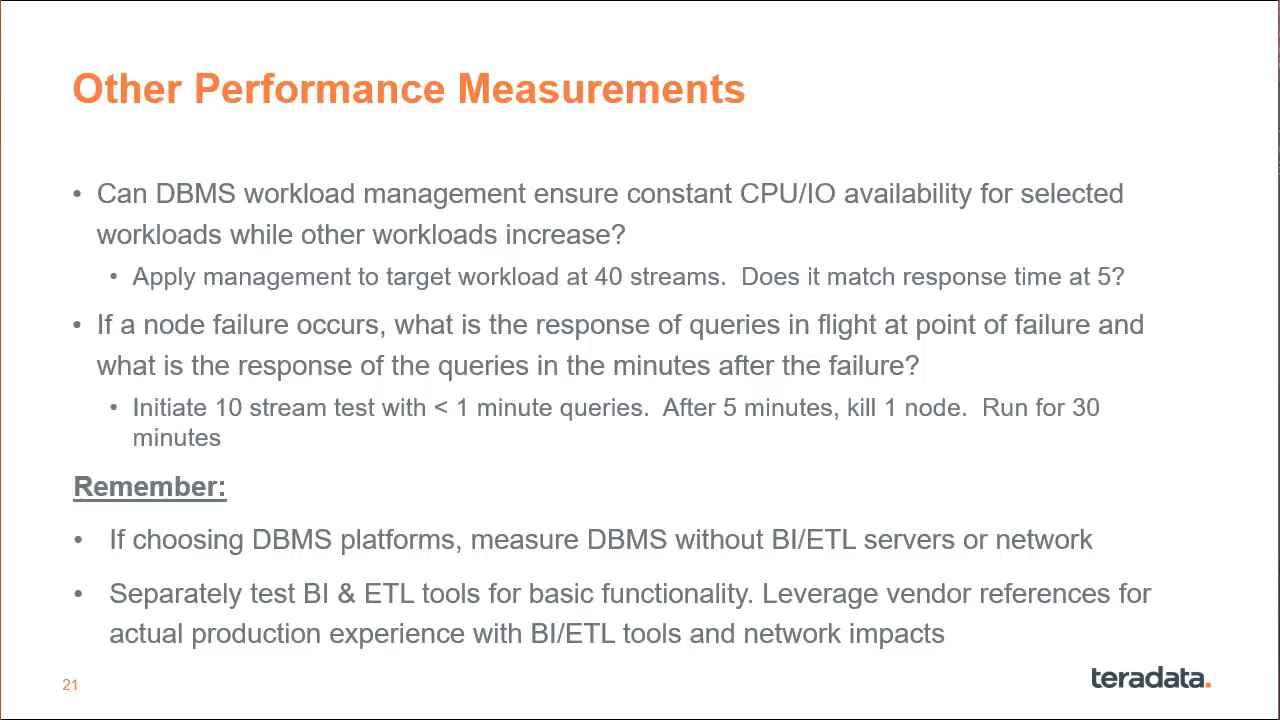 Other Performance Measurements
• Can DBMS workload management ensure constant CPU/IO availability for selected
workloads while other workloads increase?
• Apply management to target workload at 40 streams.  Does it match response time at 5?
• If a node failure occurs, what is the response of queries in flight at point of failure and
what is the response of the queries in the minutes after the failure?
• Initiate 10 stream test with < 1 minute queries.  After 5 minutes, kill 1 node.  Run for 30
minutes
Remember:
• If choosing DBMS platforms, measure DBMS without BI/ETL servers or network
• Separately test BI & ETL tools for basic functionality. Leverage vendor references for
actual production experience with BI/ETL tools and network impacts
21
teradata.